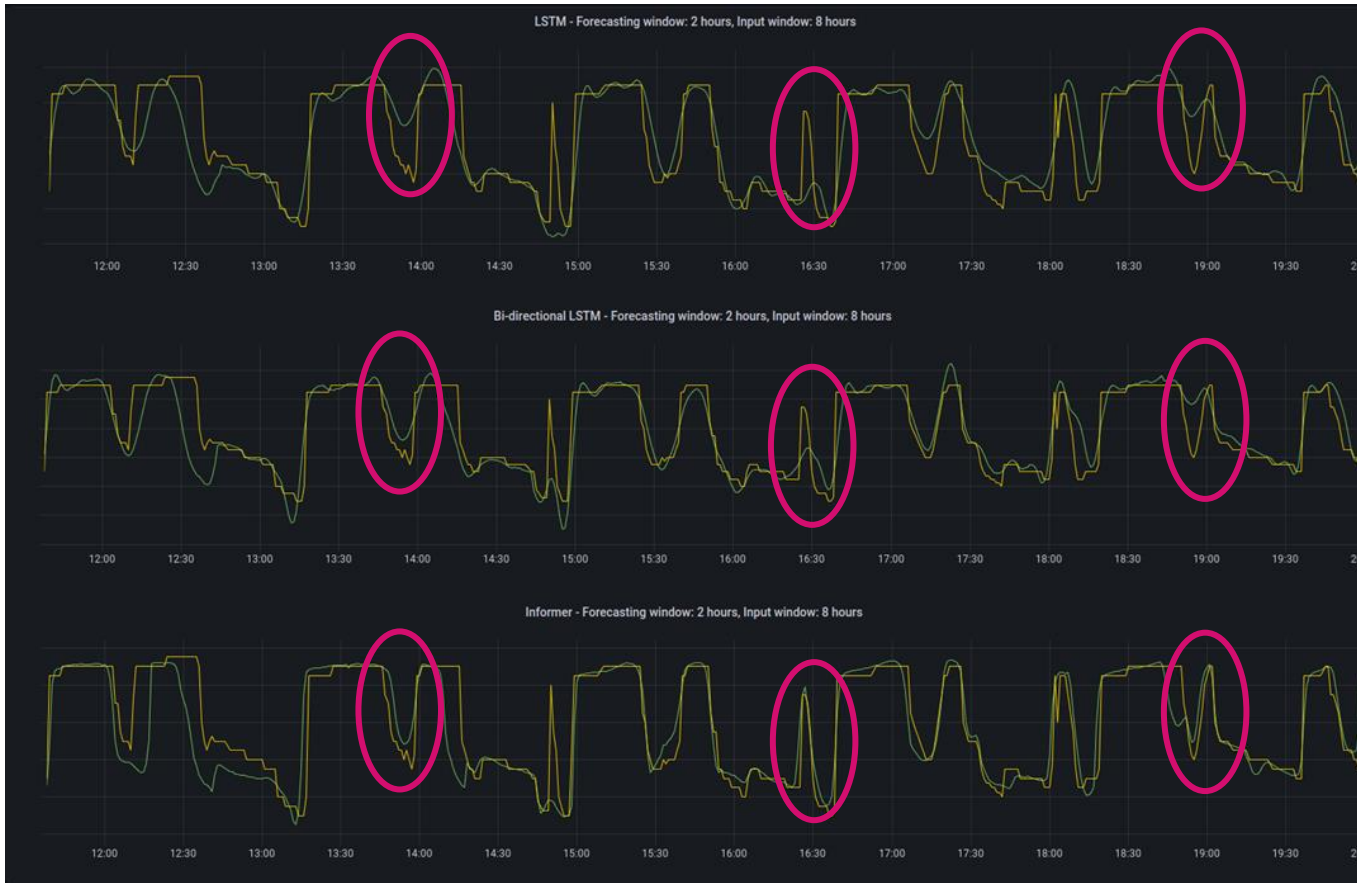 LSTM - Forecasting window: 2 hours, Input window: 8 hours
12:00 12:30 13:00 13:30 14:00 14:30 15:00 15:30 16:00 16:30 17:00 17:30 18:00 18:30 19:00 19:30 2
Bi-directional LSTM - Forecasting window: 2 hours, Input window: 8 hours
12:00 12:30 13:00 13:30 14:00 14:30 15:00 15:30 16:00 16:30 17:00 17:30 18:00 18:30 19:00 19:30 2
Informer - Forecasting window: 2 hours, Input window: 8 hours
12:00 12:30 13:00 13:30 14:00 14:30 15:00 15:30 16:00 16:30 17:00 17:30 18:00 18:30 19:00 19:30 2